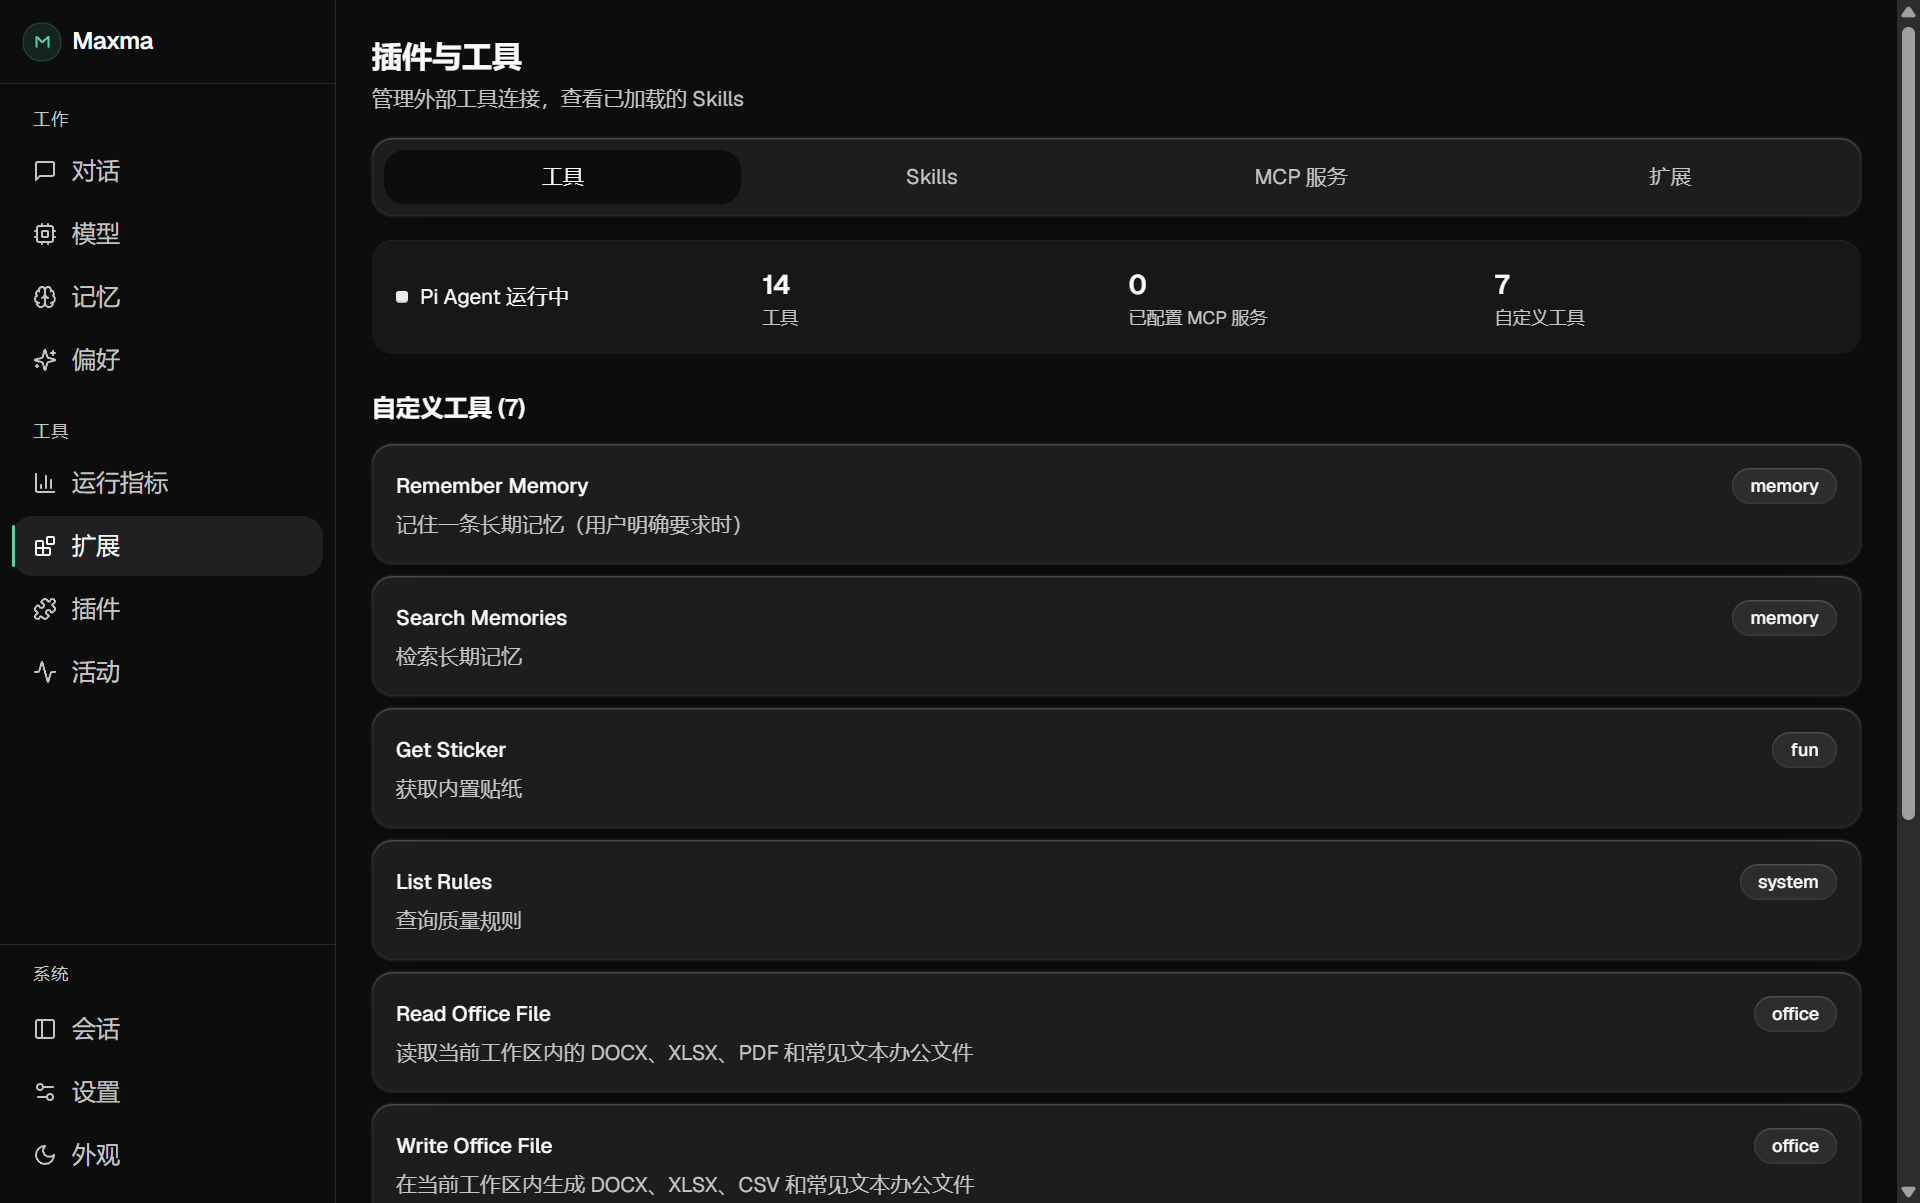 Maxma
工作
对话
模型
记忆
偏好
工具
运行指标
扩展
插件
活动
系统
会话
设置
外观
插件与工具
管理外部工具连接，查看已加载的 Skills
工具
Skills
MCP 服务
扩展
Pi Agent 运行中
14
工具
0
已配置 MCP 服务
7
自定义工具
自定义工具 (7)
Remember Memory
memory
记住一条长期记忆（用户明确要求时）
Search Memories
memory
检索长期记忆
Get Sticker
fun
获取内置贴纸
List Rules
system
查询质量规则
Read Office File
office
读取当前工作区内的 DOCX、XLSX、PDF 和常见文本办公文件
Write Office File
office
在当前工作区内生成 DOCX、XLSX、CSV 和常见文本办公文件